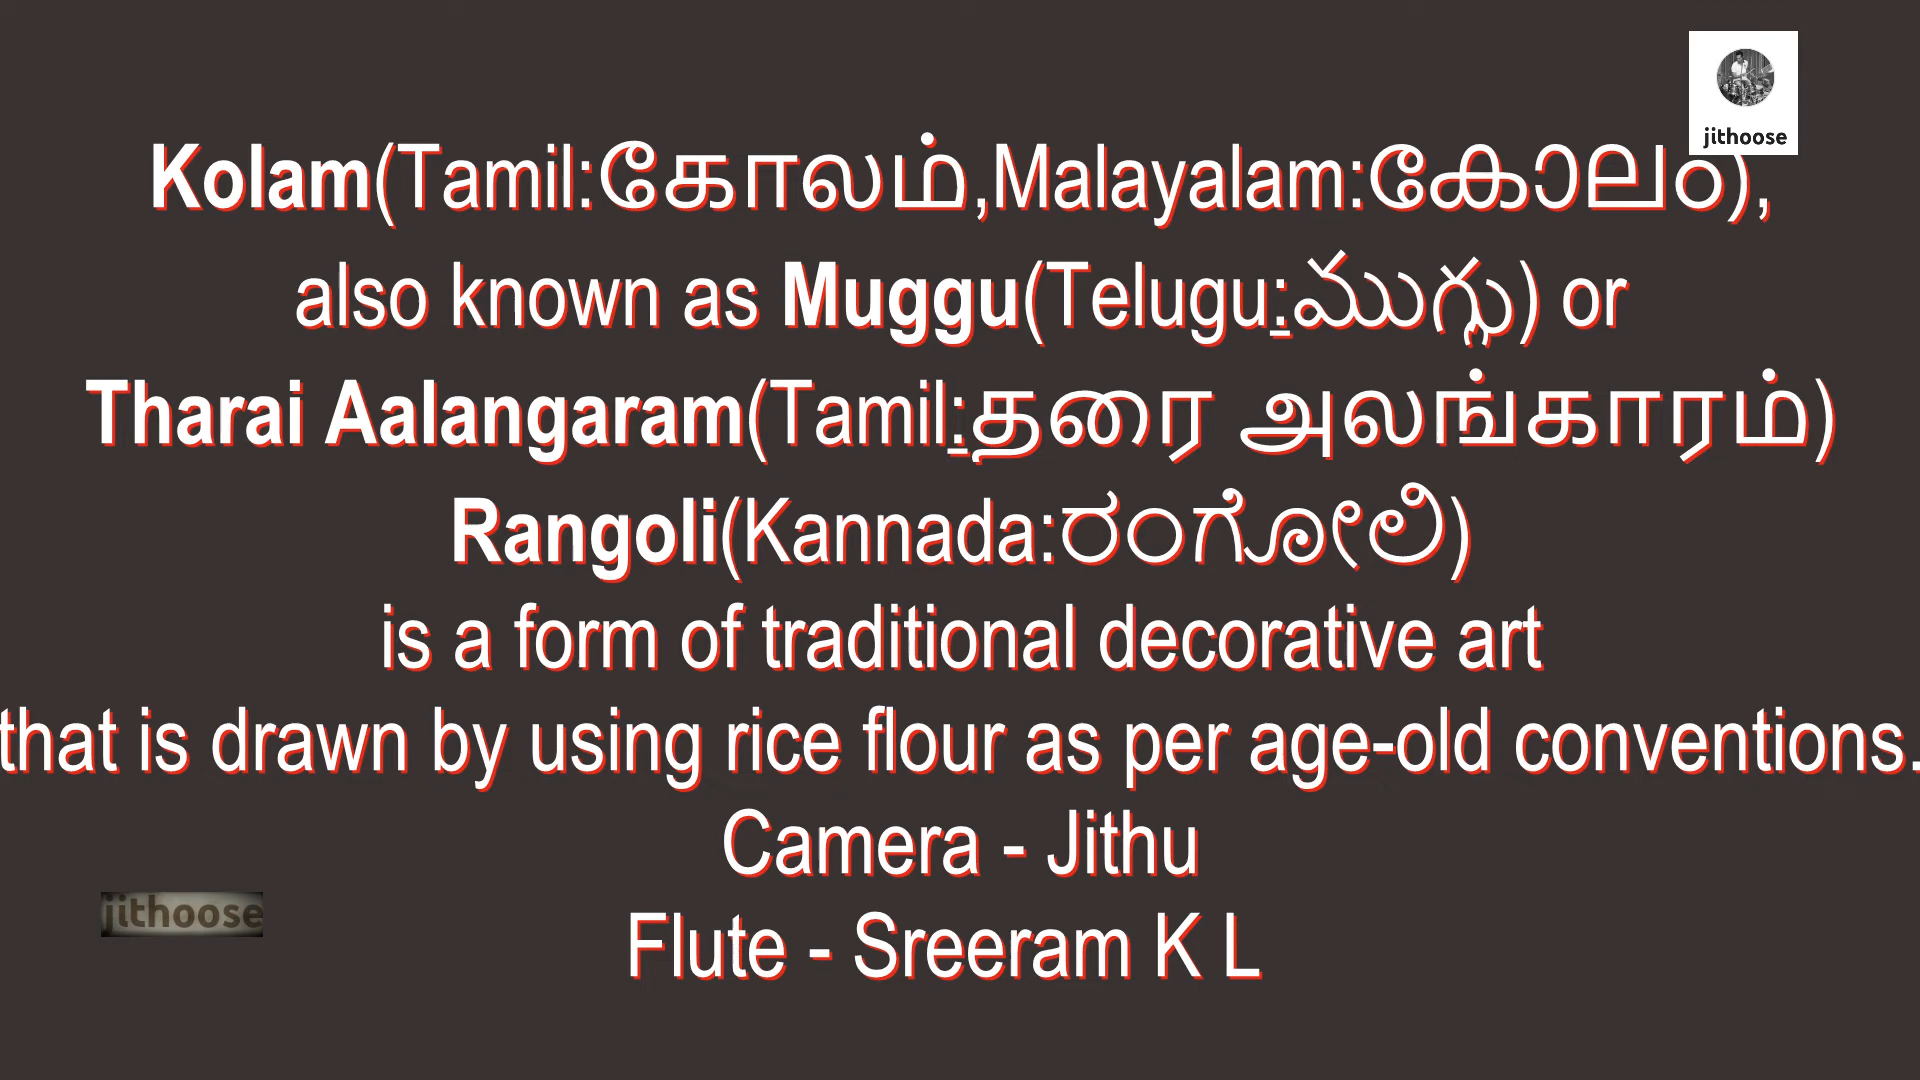 jithoose
Kolam(Tamil:கோலம்,Malayalam:കോലം),
also known as Muggu(Telugu:ముగ్గు) or
Tharai Aalangaram(Tamil:தரை அலங்காரம்)
Rangoli(Kannada:ರಂಗೋಲಿ)
is a form of traditional decorative art
that is drawn by using rice flour as per age-old conventions.
Camera - Jithu
jithoose
Flute - Sreeram K L